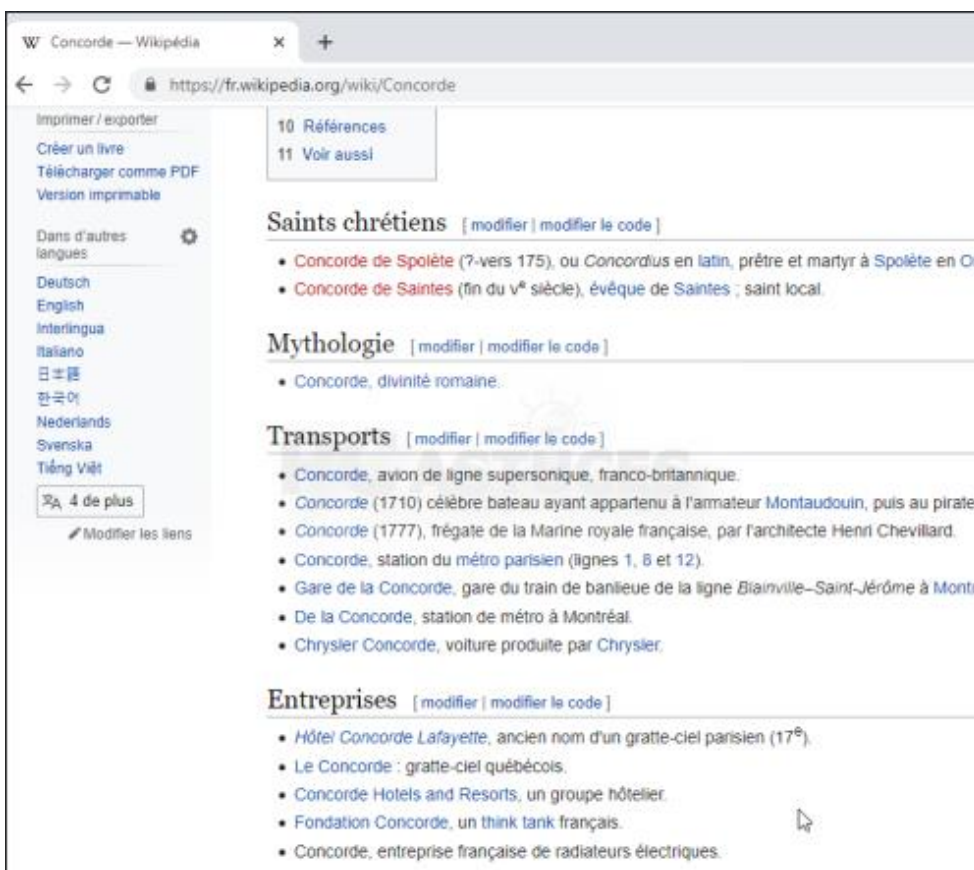 W Concorde — Wikipédia
https://fr.wikipedia.org/wiki/Concorde
Imprimer / exporter
Créer un livre
Télécharger comme PDF
Version imprimable
Dans d'autres langues
Deutsch
English
Interlingua
Italiano
日本語
한국어
Nederlands
Svenska
Tiếng Việt
4 de plus
Modifier les liens
10 Références
11 Voir aussi
Saints chrétiens [ modifier | modifier le code ]
Concorde de Spolète (?-vers 175), ou Concordius en latin, prêtre et martyr à Spolète en
Concorde de Saintes (fin du Ve siècle), évêque de Saintes ; saint local.
Mythologie [ modifier | modifier le code ]
Concorde, divinité romaine.
Transports [ modifier | modifier le code ]
Concorde, avion de ligne supersonique, franco-britannique.
Concorde (1710) célèbre bateau ayant appartenu à l'armateur Montaudouin, puis au pirate
Concorde (1777), frégate de la Marine royale française, par l'architecte Henri Chevillard.
Concorde, station du métro parisien (lignes 1, 8 et 12).
Gare de la Concorde, gare du train de banlieue de la ligne Blainville–Saint-Jérôme à
De la Concorde, station de métro à Montréal.
Chrysler Concorde, voiture produite par Chrysler.
Entreprises [ modifier | modifier le code ]
Hôtel Concorde Lafayette, ancien nom d'un gratte-ciel parisien (17e).
Le Concorde : gratte-ciel québécois.
Concorde Hotels and Resorts, un groupe hôtelier.
Fondation Concorde, un think tank français.
Concorde, entreprise française de radiateurs électriques.